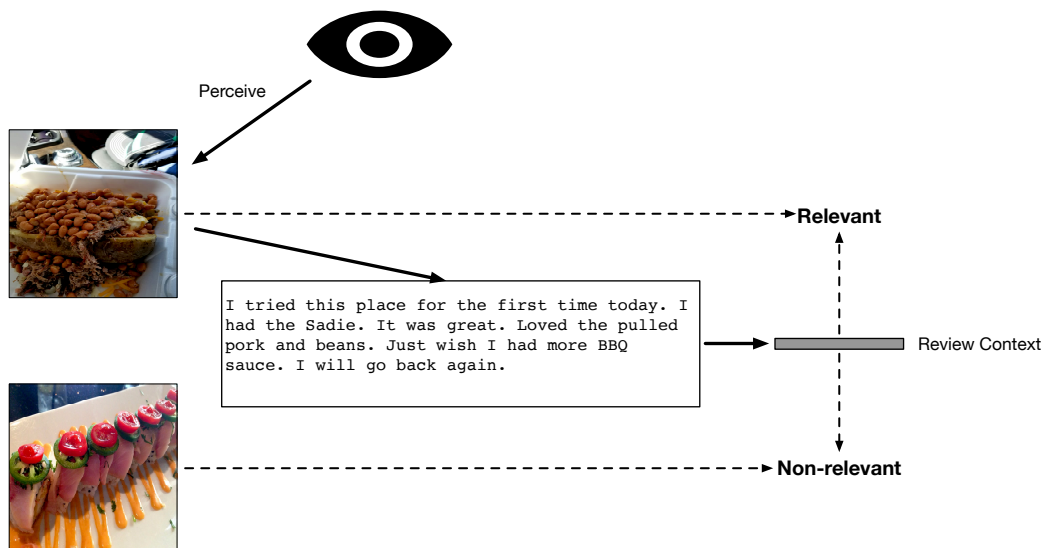 Perceive
Relevant
I tried this place for the first time today. I
had the Sadie. It was great. Loved the pulled
pork and beans. Just wish I had more BBQ
sauce. I will go back again.
Review Context
Non-relevant